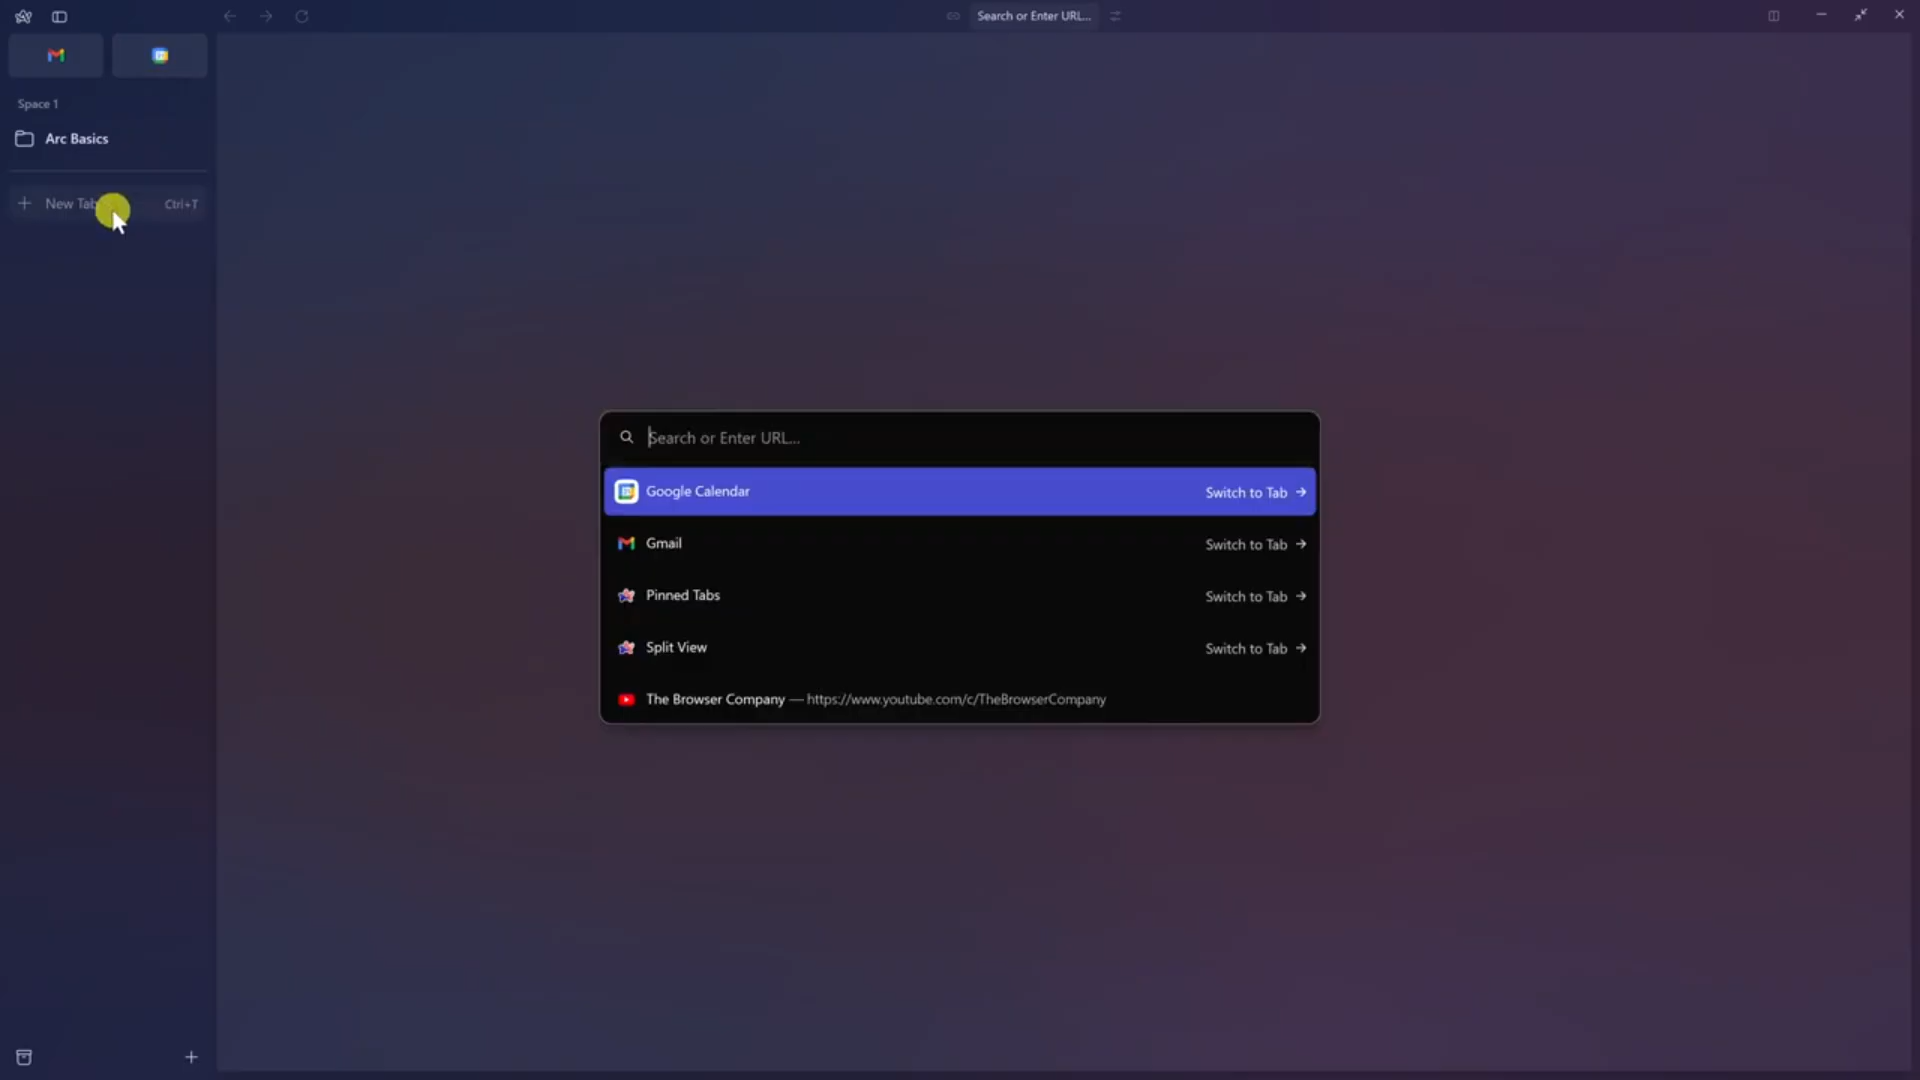 Search or Enter URL...
Space 1
Arc Basics
New Tab Ctrl+T
Search or Enter URL...
Google Calendar Switch to Tab →
Gmail Switch to Tab →
Pinned Tabs Switch to Tab →
Split View Switch to Tab →
The Browser Company — https://www.youtube.com/c/TheBrowserCompany